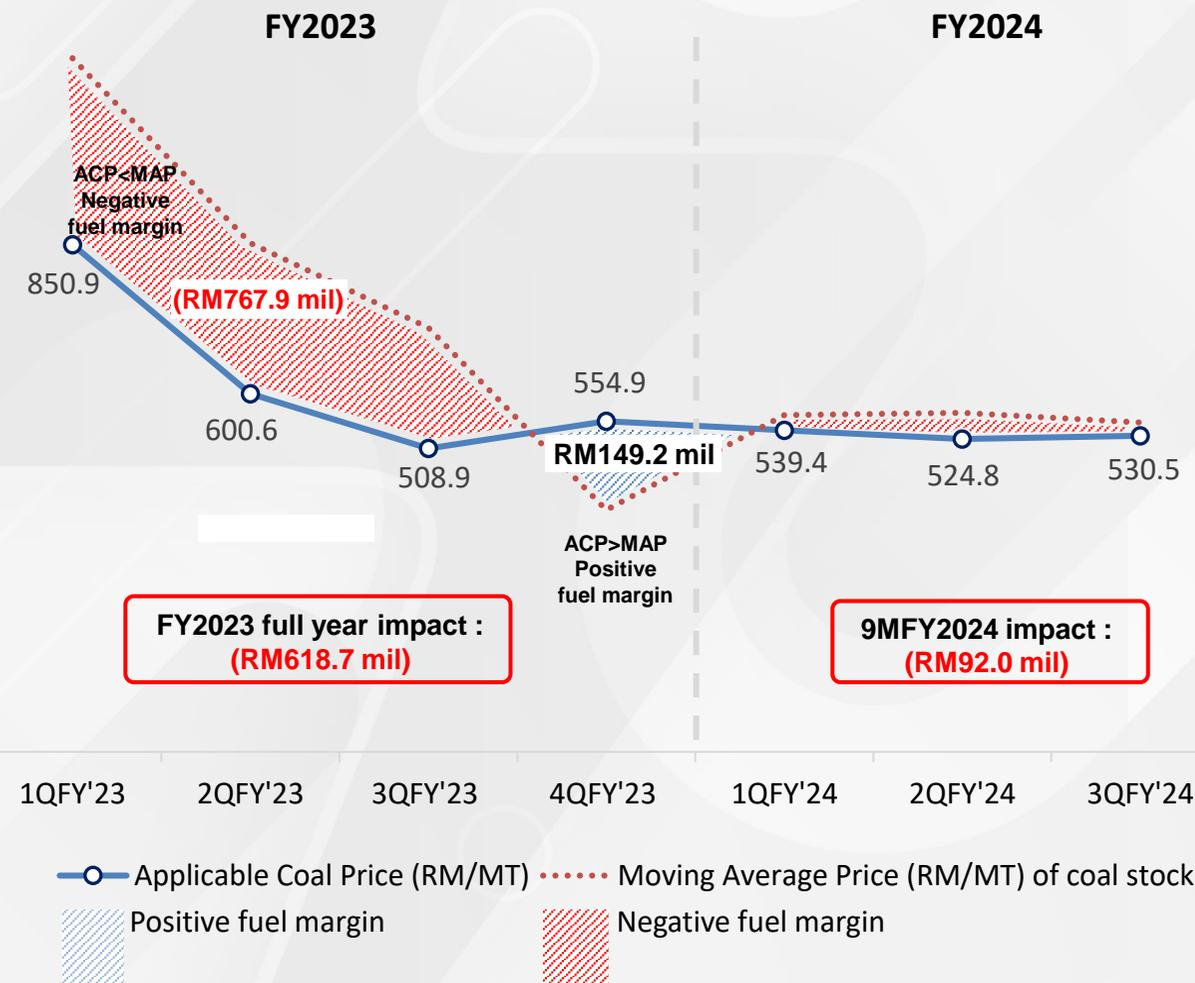 FY2023
FY2024
ACP<MAP
Negative
fuel margin
850.9
(RM767.9 mil)
600.6
508.9
554.9
RM149.2 mil
539.4
524.8
530.5
ACP>MAP
Positive
fuel margin
FY2023 full year impact :
(RM618.7 mil)
9MFY2024 impact :
(RM92.0 mil)
1QFY'23
2QFY'23
3QFY'23
4QFY'23
1QFY'24
2QFY'24
3QFY'24
Applicable Coal Price (RM/MT)
Moving Average Price (RM/MT) of coal stock
Positive fuel margin
Negative fuel margin